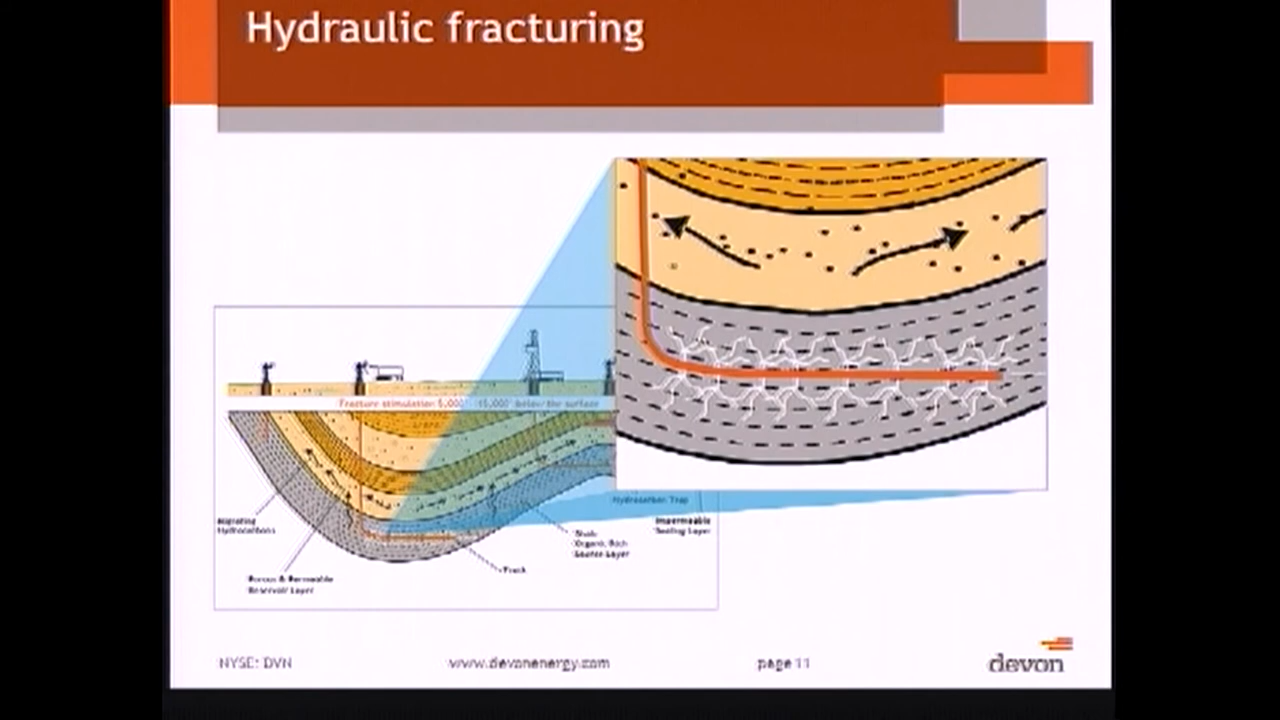 Hydraulic fracturing
Fracture stimulation 5,000' - 15,000' below the surface
Hydrocarbon Trap
Migrating
Hydrocarbons
Impermeable
Sealing Layer
Shale
Organic Rich
Source Layer
Porous & Permeable
Reservoir Layer
NYSE: DVN
www.devonenergy.com
page 11
devon